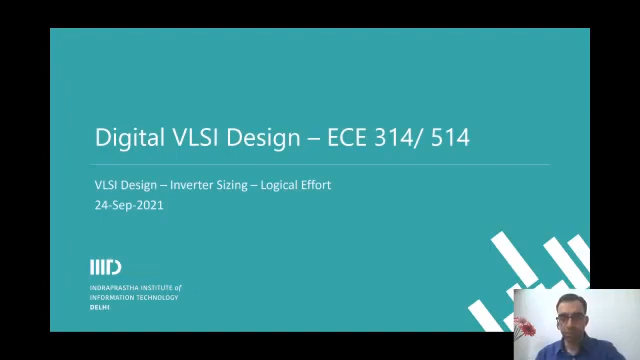 Digital VLSI Design – ECE 314/ 514
VLSI Design – Inverter Sizing – Logical Effort
24-Sep-2021
IIID
INDRAPRASTHA INSTITUTE of
INFORMATION TECHNOLOGY
DELHI